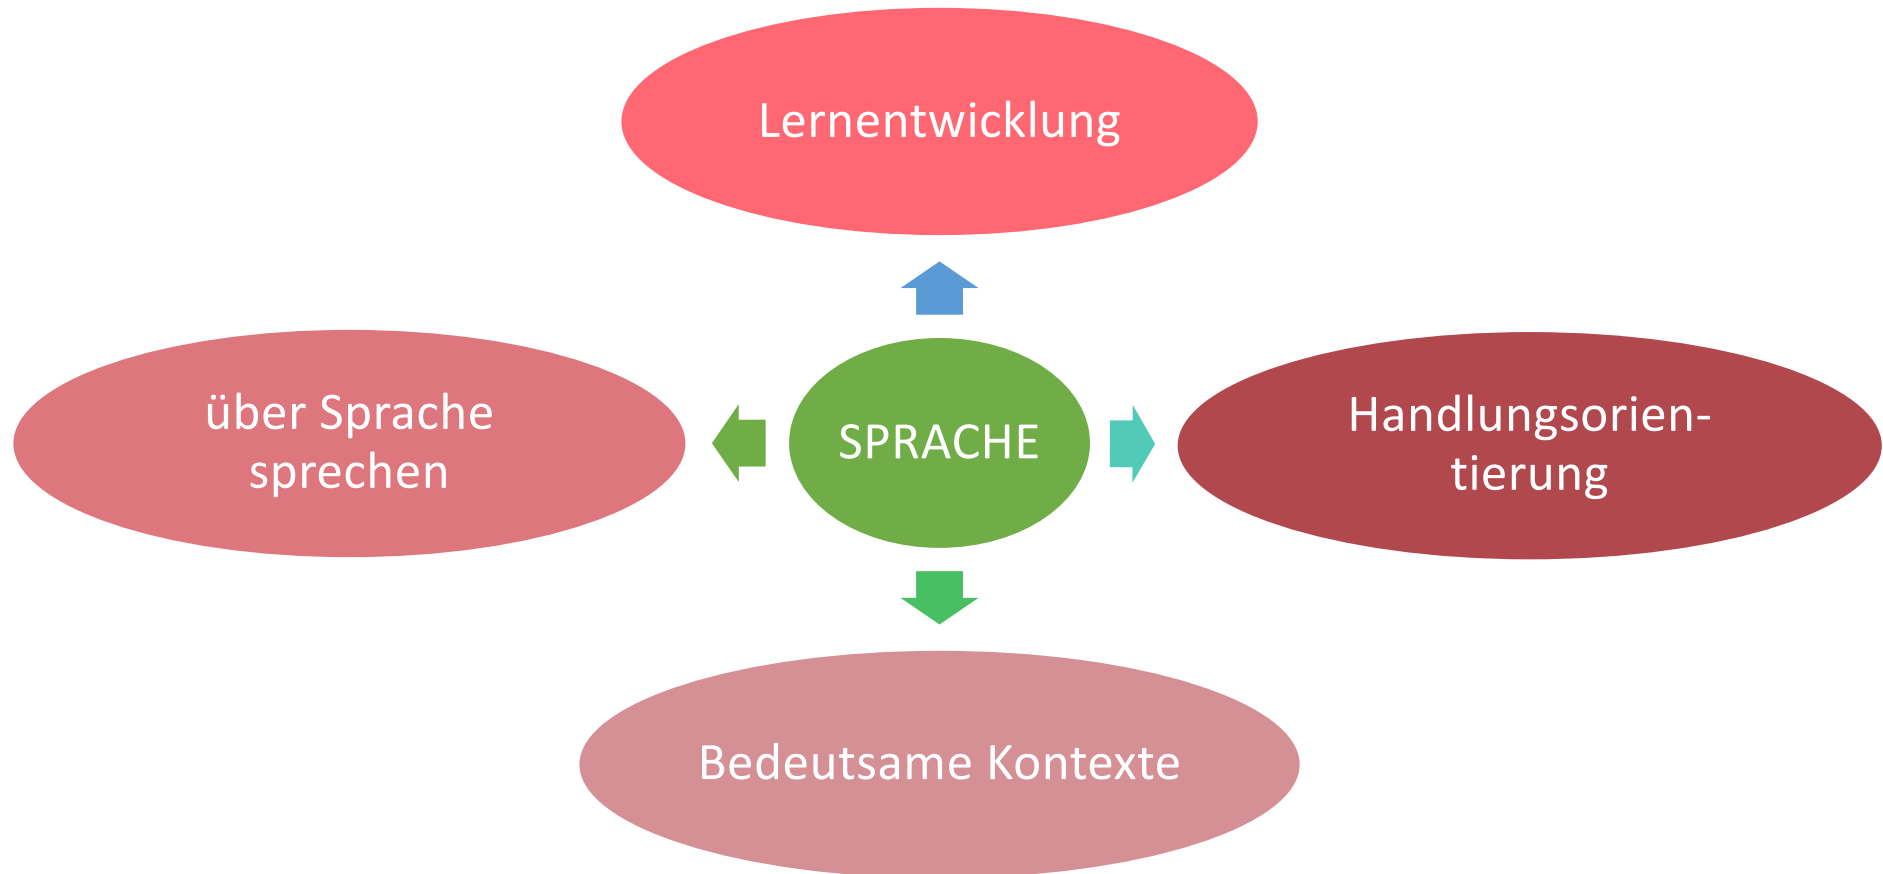 Lernentwicklung
über Sprache
sprechen
SPRACHE
Handlungsorien-
tierung
Bedeutsame Kontexte